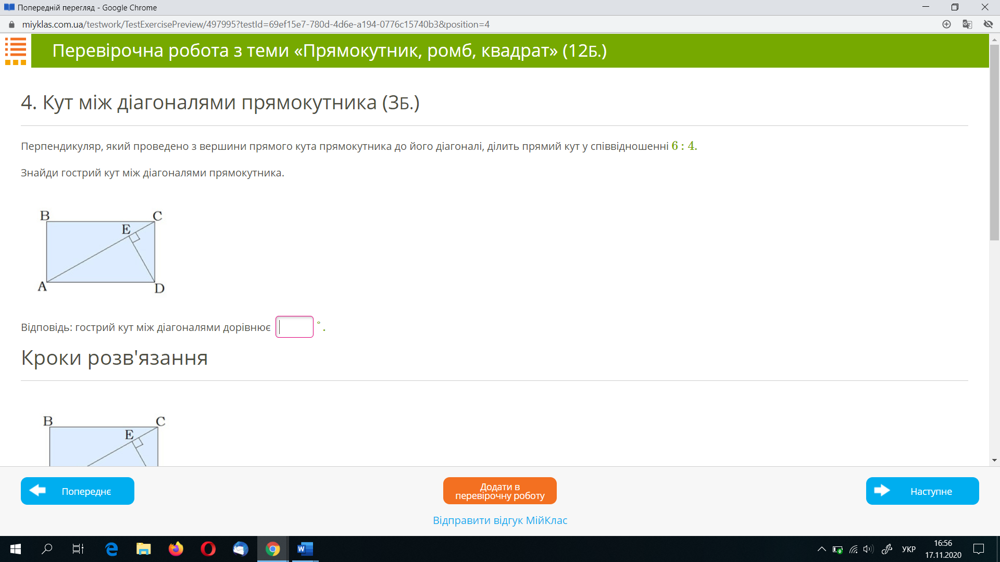 Попередній перегляд - Google Chrome
miyklas.com.ua/testwork/TestExercisePreview/497995?testId=69ef15e7-780d-4d6e-a194-0776c15740b3&position=4
Перевірочна робота з теми «Прямокутник, ромб, квадрат» (12Б.)
4. Кут між діагоналями прямокутника (3Б.)
Перпендикуляр, який проведено з вершини прямого кута прямокутника до його діагоналі, ділить прямий кут у співвідношенні 6 : 4.
Знайди гострий кут між діагоналями прямокутника.
B C
E
A D
Відповідь: гострий кут між діагоналями дорівнює °.
Кроки розв'язання
B C
E
Попереднє
Додати в
перевірочну роботу
Наступне
Відправити відгук МійКлас
УКР
16:56
17.11.2020